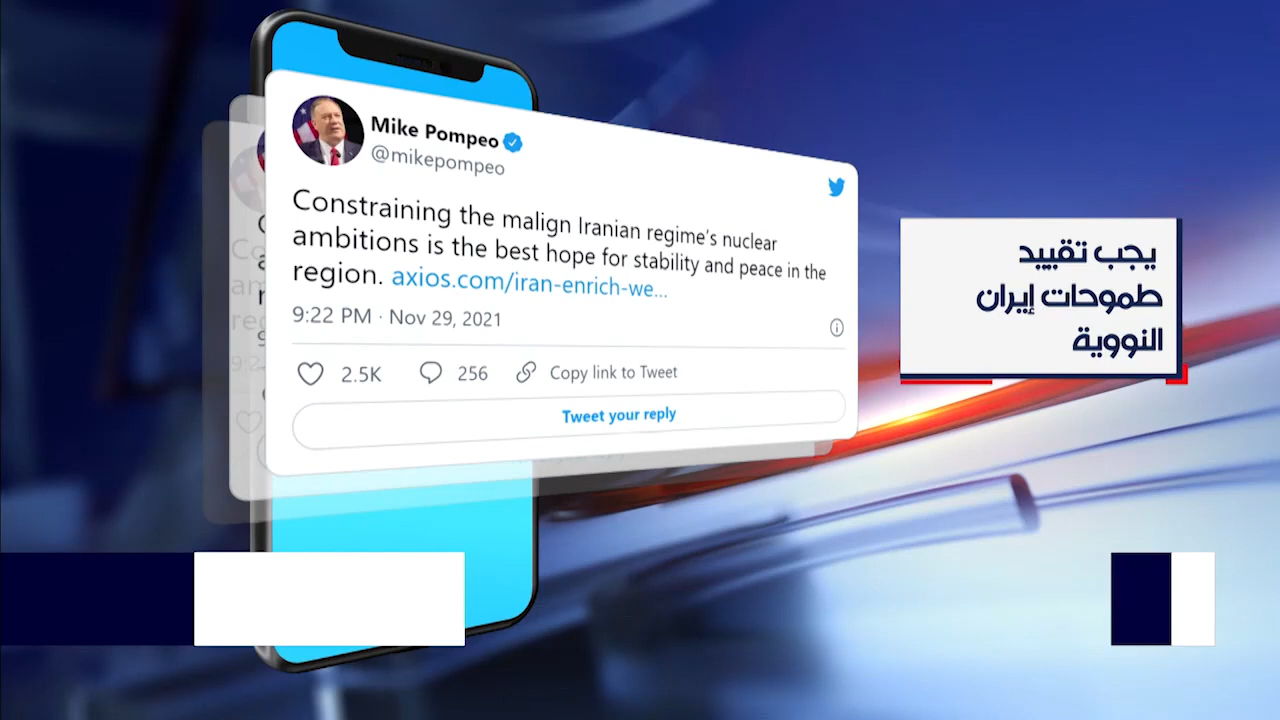 Mike Pompeo
@mikepompeo
Constraining the malign Iranian regime's nuclear
ambitions is the best hope for stability and peace in the
region. axios.com/iran-enrich-we...
9:22 PM · Nov 29, 2021
2.5K 256 Copy link to Tweet
Tweet your reply
يجب تقييد
طموحات إيران
النووية